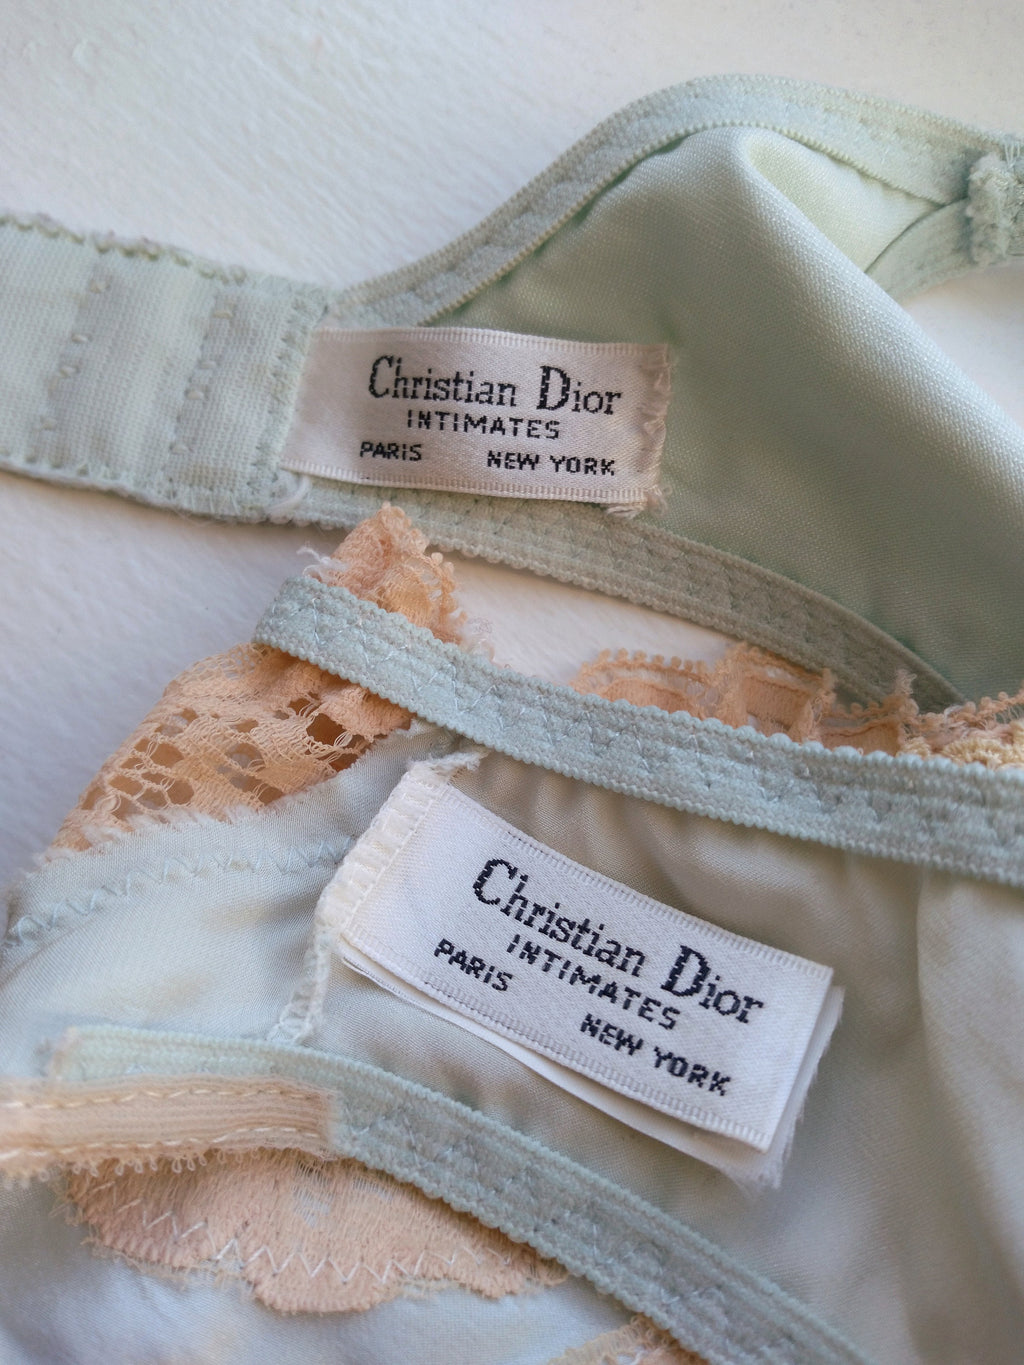 Christian Dior
INTIMATES
PARIS NEW YORK
Christian Dior
INTIMATES
PARIS NEW YORK